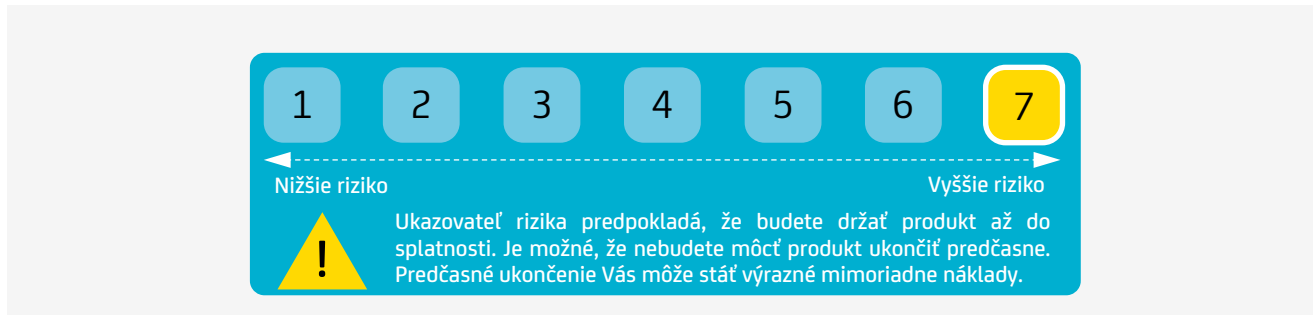 1 2 3 4 5 6 7
Nižšie riziko Vyššie riziko
Ukazovateľ rizika predpokladá, že budete držať produkt až do
splatnosti. Je možné, že nebudete môcť produkt ukončiť predčasne.
Predčasné ukončenie Vás môže stáť výrazné mimoriadne náklady.
!